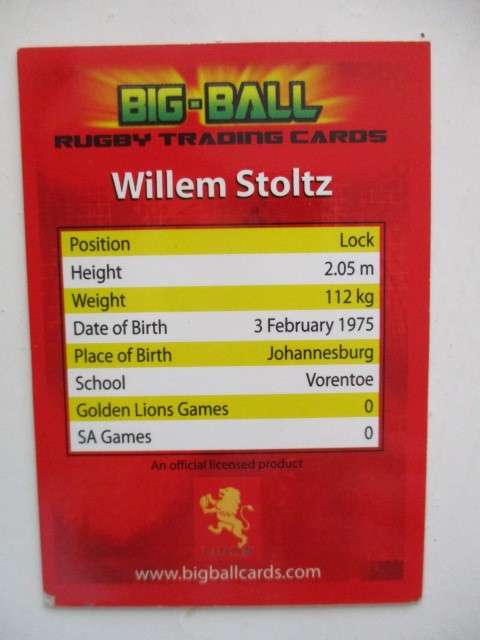 BIG-BALL
RUGBY TRADING CARDS
Willem Stoltz
Position Lock
Height 2.05 m
Weight 112 kg
Date of Birth 3 February 1975
Place of Birth Johannesburg
School Vorentoe
Golden Lions Games 0
SA Games 0
An official licensed product
www.bigballcards.com